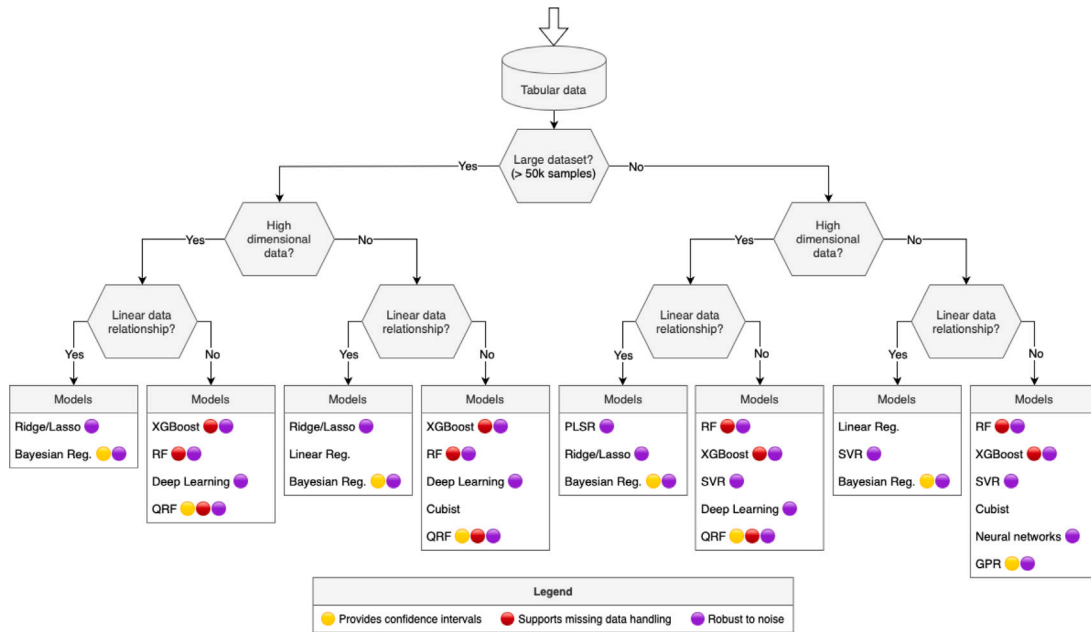 Tabular data
Large dataset?
(> 50k samples)
Yes
No
High
dimensional
data?
Yes
No
High
dimensional
data?
Yes
No
Linear data
relationship?
Yes
No
Linear data
relationship?
Yes
No
Linear data
relationship?
Yes
No
Linear data
relationship?
Yes
No
Models
Ridge/Lasso
Bayesian Reg.
Models
XGBoost
RF
Deep Learning
QRF
Models
Ridge/Lasso
Linear Reg.
Bayesian Reg.
Models
XGBoost
RF
Deep Learning
Cubist
QRF
Models
PLSR
Ridge/Lasso
Bayesian Reg.
Models
RF
XGBoost
SVR
Deep Learning
QRF
Models
Linear Reg.
SVR
Bayesian Reg.
Models
RF
XGBoost
SVR
Cubist
Neural networks
GPR
Legend
Provides confidence intervals
Supports missing data handling
Robust to noise